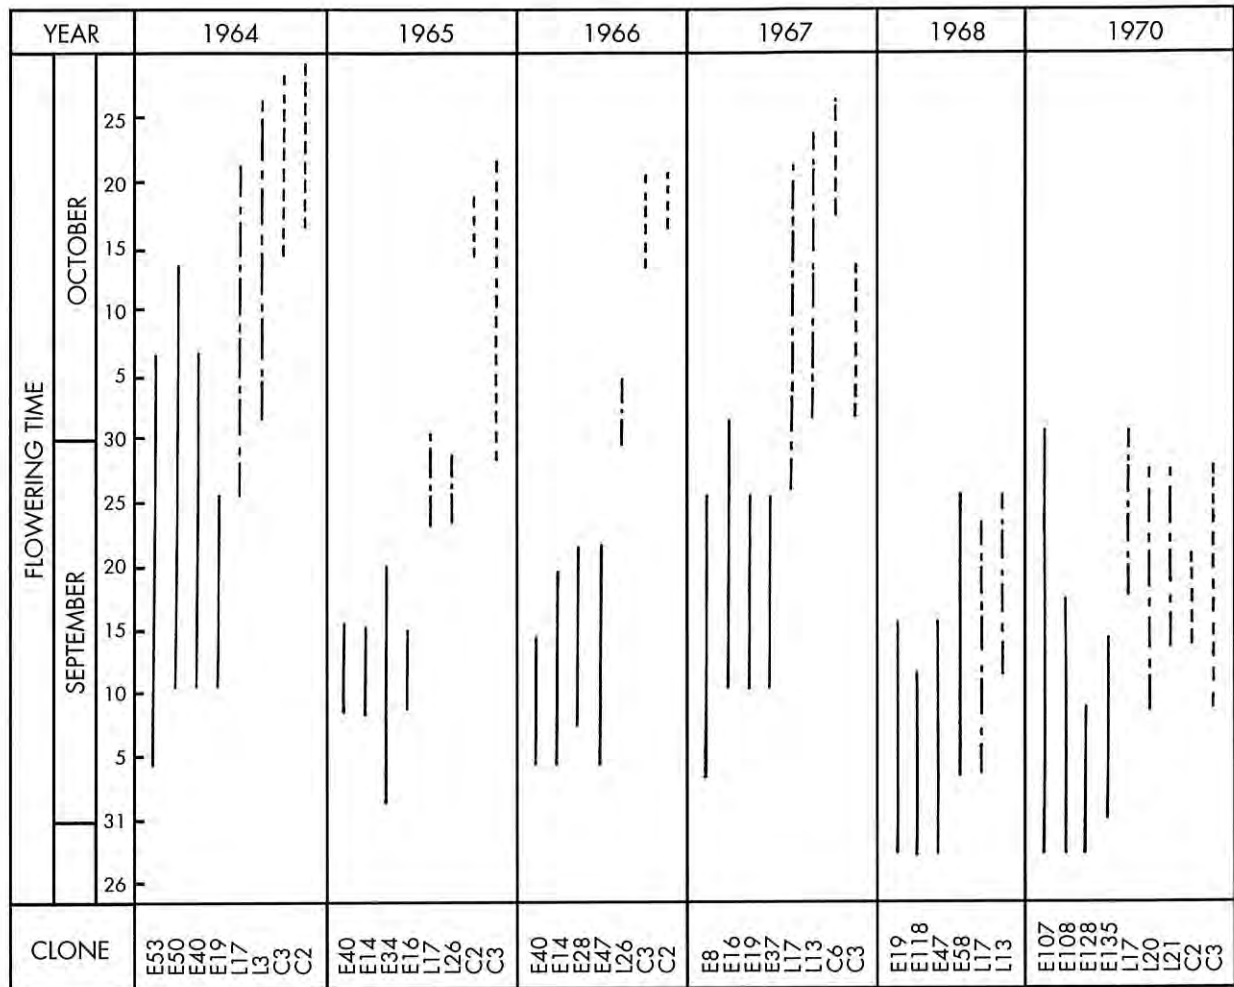 YEAR 1964 1965 1966 1967 1968 1970
FLOWERING TIME
OCTOBER
SEPTEMBER
25
20
15
10
5
30
25
20
15
10
5
31
26
CLONE E53 E50 E40 E19 L17 L3 C3 C2 E40 E14 E34 E16 L17 L26 C2 C3 E40 E14 E28 E47 L26 C3 C2 E8 E16 E19 E37 L17 L13 C6 C3 E19 E118 E47 E58 L17 L13 E107 E108 E128 E135 L17 L20 L21 C2 C3